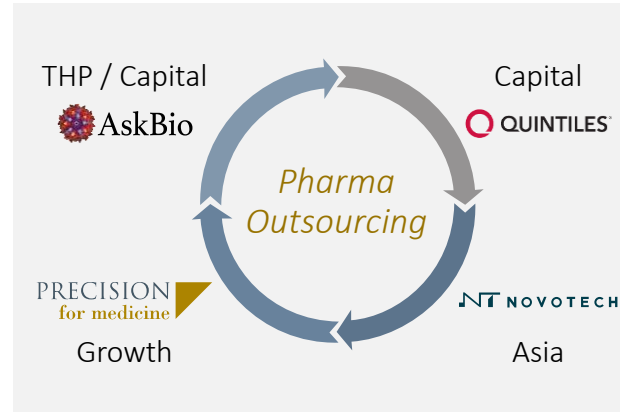 THP / Capital
AskBio
Capital
QUINTILES
Pharma
Outsourcing
PRECISION
for medicine
Growth
NOVOTECH
Asia